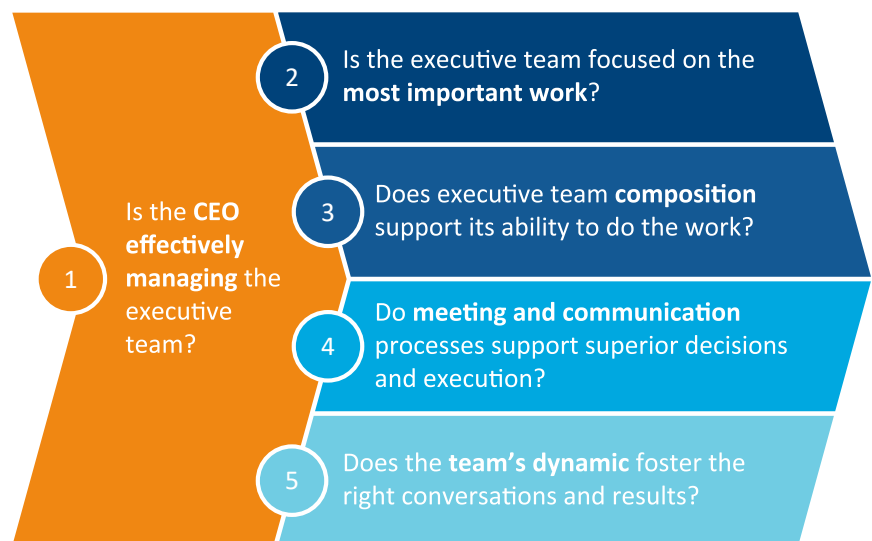 1
Is the CEO
effectively
managing the
executive
team?
2
Is the executive team focused on the
most important work?
3
Does executive team composition
support its ability to do the work?
4
Do meeting and communication
processes support superior decisions
and execution?
5
Does the team's dynamic foster the
right conversations and results?